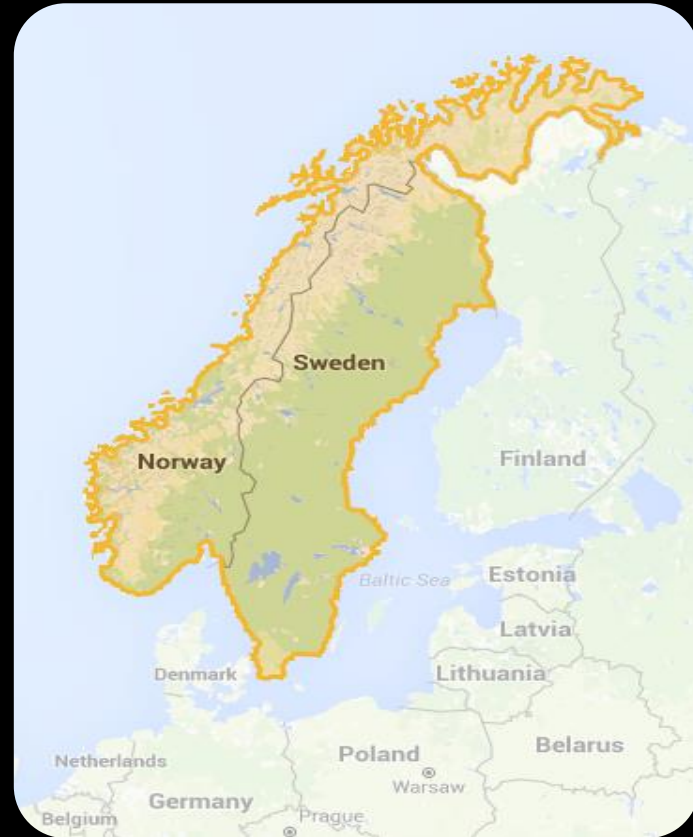 Sweden
Norway
Finland
Baltic Sea
Estonia
Latvia
Denmark
Lithuania
Belarus
Poland
Netherlands
Warsaw
Germany
Belgium
Prague